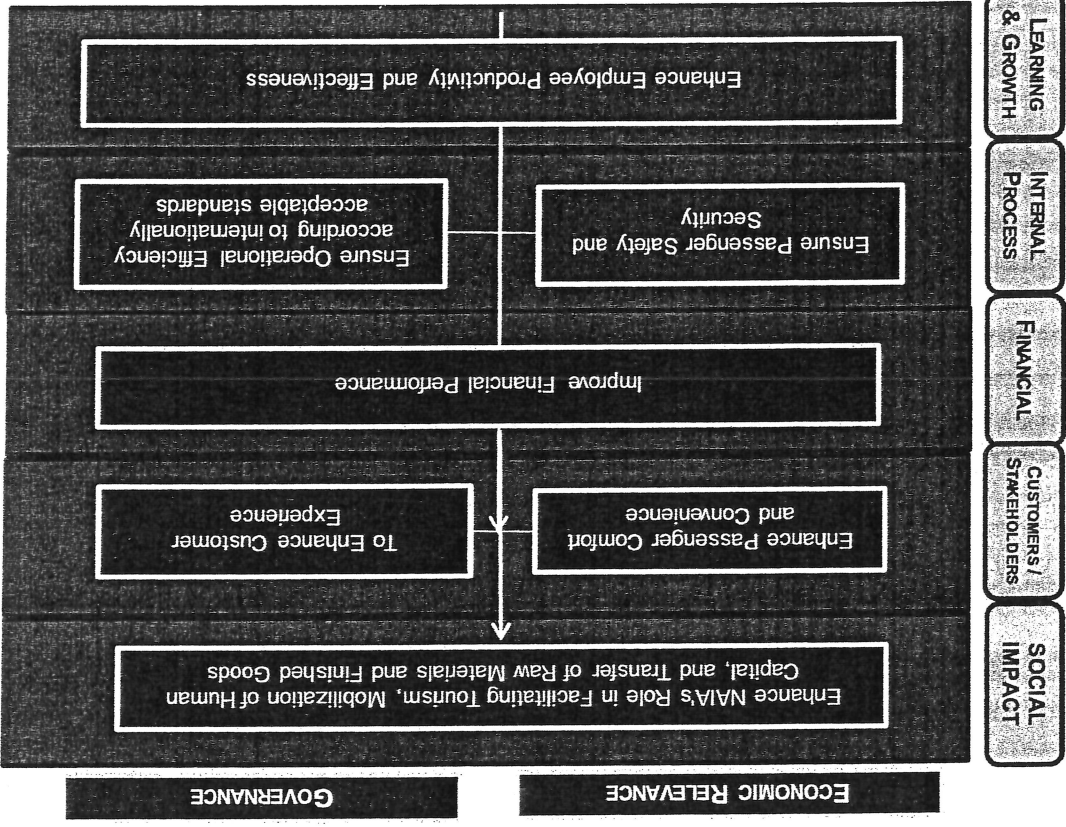 ECONOMIC RELEVANCE
GOVERNANCE
SOCIAL
IMPACT
Enhance NAIA's Role in Facilitating Tourism, Mobilization of Human
Capital, and Transfer of Raw Materials and Finished Goods
CUSTOMERS /
STAKEHOLDERS
Enhance Passenger Comfort
and Convenience
To Enhance Customer
Experience
FINANCIAL
Improve Financial Performance
INTERNAL
PROCESS
Ensure Passenger Safety and
Security
Ensure Operational Efficiency
according to internationally
acceptable standards
LEARNING
& GROWTH
Enhance Employee Productivity and Effectiveness